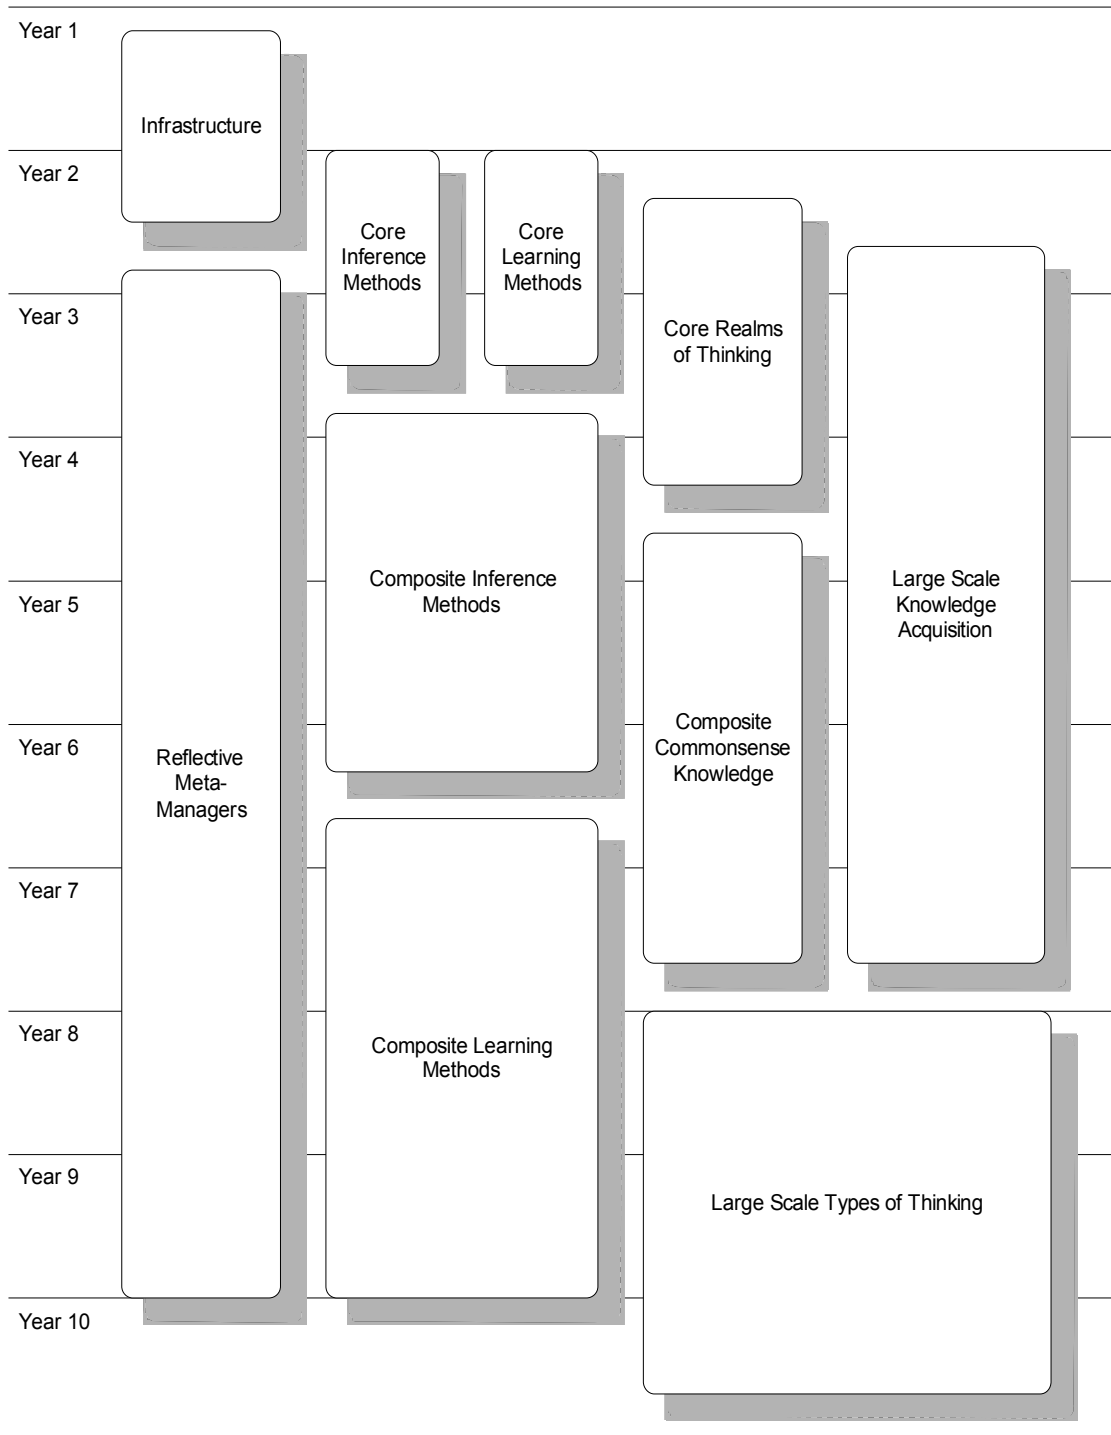 Year 1
Infrastructure
Year 2
Core
Inference
Methods
Core
Learning
Methods
Year 3
Core Realms
of Thinking
Year 4
Composite Inference
Methods
Large Scale
Knowledge
Acquisition
Year 5
Year 6
Reflective
Meta-
Managers
Composite
Commonsense
Knowledge
Year 7
Year 8
Composite Learning
Methods
Year 9
Large Scale Types of Thinking
Year 10